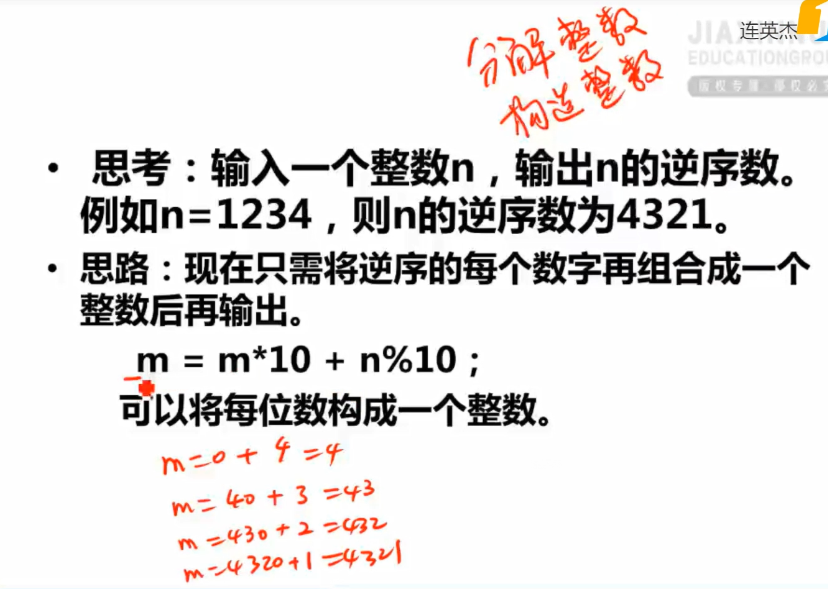 分解整数
构造整数
连英杰
EDUCATIONGROU
• 思考：输入一个整数n，输出n的逆序数。
例如n=1234，则n的逆序数为4321。
• 思路：现在只需将逆序的每个数字再组合成一个
整数后再输出。
m = m*10 + n%10；
可以将每位数构成一个整数。
m=0+4=4
m=40+3=43
m=430+2=432
m=4320+1=4321